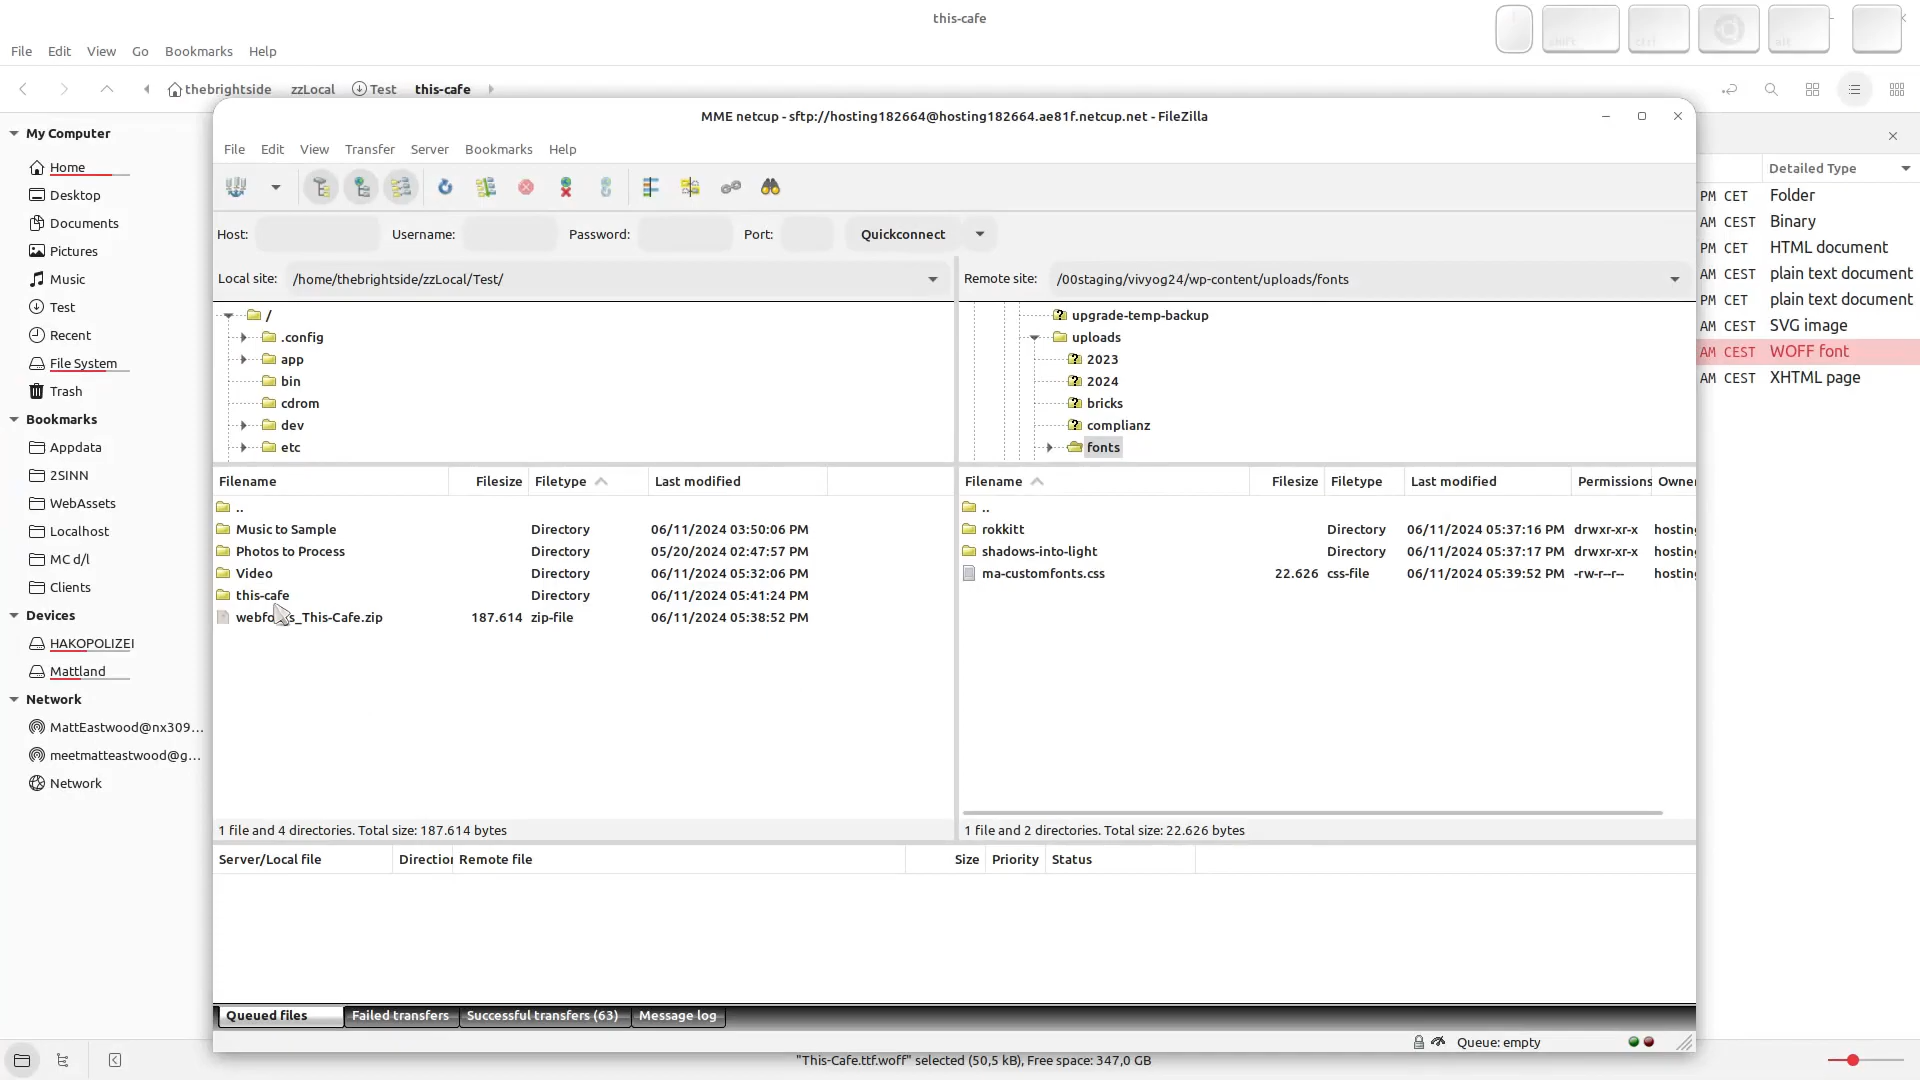 this-cafe
File Edit View Go Bookmarks Help
thebrightside zzLocal Test this-cafe
My Computer
Home
Desktop
Documents
Pictures
Music
Test
Recent
File System
Trash
Bookmarks
Appdata
2SINN
WebAssets
Localhost
MC d/l
Clients
Devices
HAKOPOLIZEI
Mattland
Network
MattEastwood@nx309...
meetmatteastwood@g...
Network
MME netcup - sftp://hosting182664@hosting182664.ae81f.netcup.net - FileZilla
File Edit View Transfer Server Bookmarks Help
Host: Username: Password: Port: Quickconnect
Local site: /home/thebrightside/zzLocal/Test/
/
.config
app
bin
cdrom
dev
etc
Remote site: /00staging/vivyog24/wp-content/uploads/fonts
upgrade-temp-backup
uploads
2023
2024
bricks
complianz
fonts
Filename Filesize Filetype Last modified
..
Music to Sample Directory 06/11/2024 03:50:06 PM
Photos to Process Directory 05/20/2024 02:47:57 PM
Video Directory 06/11/2024 05:32:06 PM
this-cafe Directory 06/11/2024 05:41:24 PM
_This-Cafe.zip 187.614 zip-file 06/11/2024 05:38:52 PM
1 file and 4 directories. Total size: 187.614 bytes
Filename Filesize Filetype Last modified Permissions
..
rokkitt Directory 06/11/2024 05:37:16 PM drwxr-xr-x
shadows-into-light Directory 06/11/2024 05:37:17 PM drwxr-xr-x
ma-customfonts.css 22.626 css-file 06/11/2024 05:39:52 PM -rw-r--r--
1 file and 2 directories. Total size: 22.626 bytes
Server/Local file Direction Remote file Size Priority Status
Queued files Failed transfers Successful transfers (63) Message log
Queue: empty
Detailed Type
PM CET Folder
AM CEST Binary
PM CET HTML document
AM CEST plain text document
PM CET plain text document
AM CEST SVG image
AM CEST WOFF font
AM CEST XHTML page
"This-Cafe.ttf.woff" selected (50,5 kB), Free space: 347,0 GB